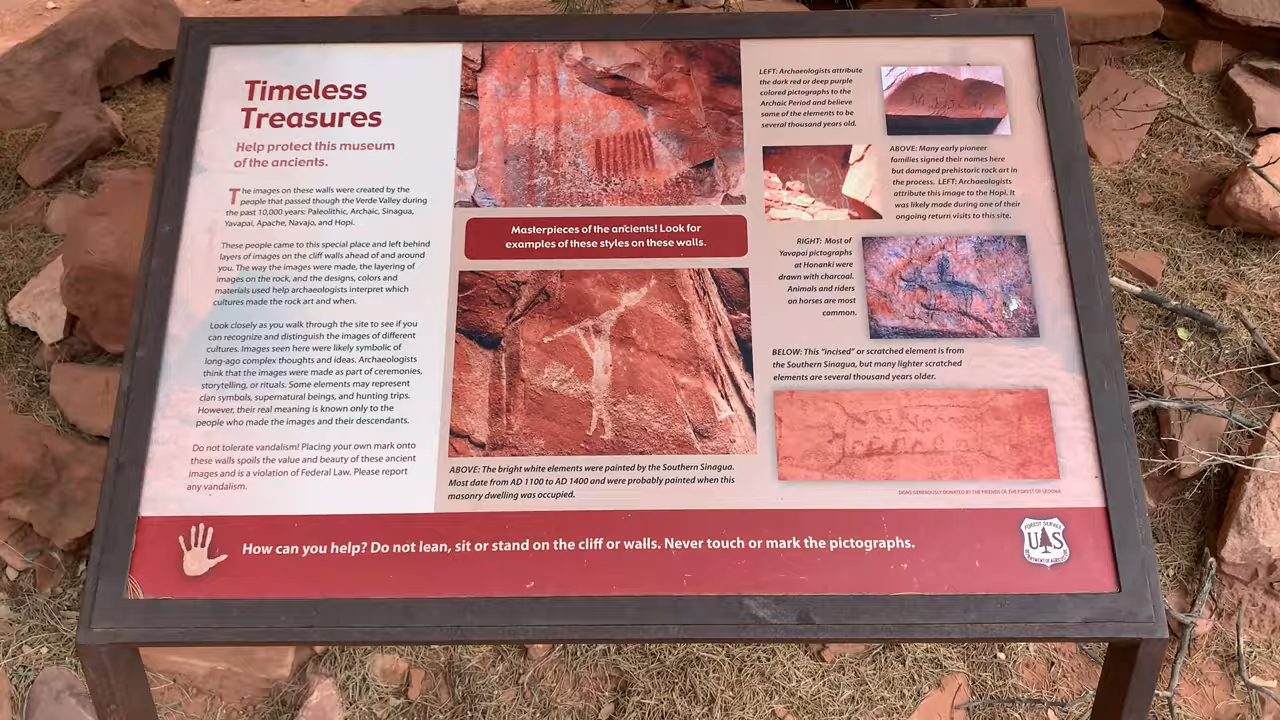 Timeless
Treasures
Help protect this museum
of the ancients.
The images on these walls were created by the
people that passed though the Verde Valley during
the past 10,000 years: Paleolithic, Archaic, Sinagua,
Yavapai, Apache, Navajo, and Hopi.
These people came to this special place and left behind
layers of images on the cliff walls ahead of and around
you. The way the images were made, the layering of
images on the rock, and the designs, colors and
materials used help archaeologists interpret which
cultures made the rock art and when.
Look closely as you walk through the site to see if you
can recognize and distinguish the images of different
cultures. Images seen here were likely symbolic of
long-ago complex thoughts and ideas. Archaeologists
think that the images were made as part of ceremonies,
storytelling, or rituals. Some elements may represent
clan symbols, supernatural beings, and hunting trips.
However, their real meaning is known only to the
people who made the images and their descendants.
Do not tolerate vandalism! Placing your own mark onto
these walls spoils the value and beauty of these ancient
images and is a violation of Federal Law. Please report
any vandalism.
Masterpieces of the ancients! Look for
examples of these styles on these walls.
ABOVE: The bright white elements were painted by the Southern Sinagua.
Most date from AD 1100 to AD 1400 and were probably painted when this
masonry dwelling was occupied.
LEFT: Archaeologists attribute
the dark red or deep purple
colored pictographs to the
Archaic Period and believe
some of the elements to be
several thousand years old.
ABOVE: Many early pioneer
families signed their names here
but damaged prehistoric rock art in
the process. LEFT: Archaeologists
attribute this image to the Hopi. It
was likely made during one of their
ongoing return visits to this site.
RIGHT: Most of
Yavapai pictographs
at Honanki were
drawn with charcoal.
Animals and riders
on horses are most
common.
BELOW: This "incised" or scratched element is from
the Southern Sinagua, but many lighter scratched
elements are several thousand years older.
SIGNS GENEROUSLY DONATED BY THE FRIENDS OF THE FOREST OF SEDONA
How can you help? Do not lean, sit or stand on the cliff or walls. Never touch or mark the pictographs.
FOREST SERVICE
U S
DEPARTMENT OF AGRICULTURE